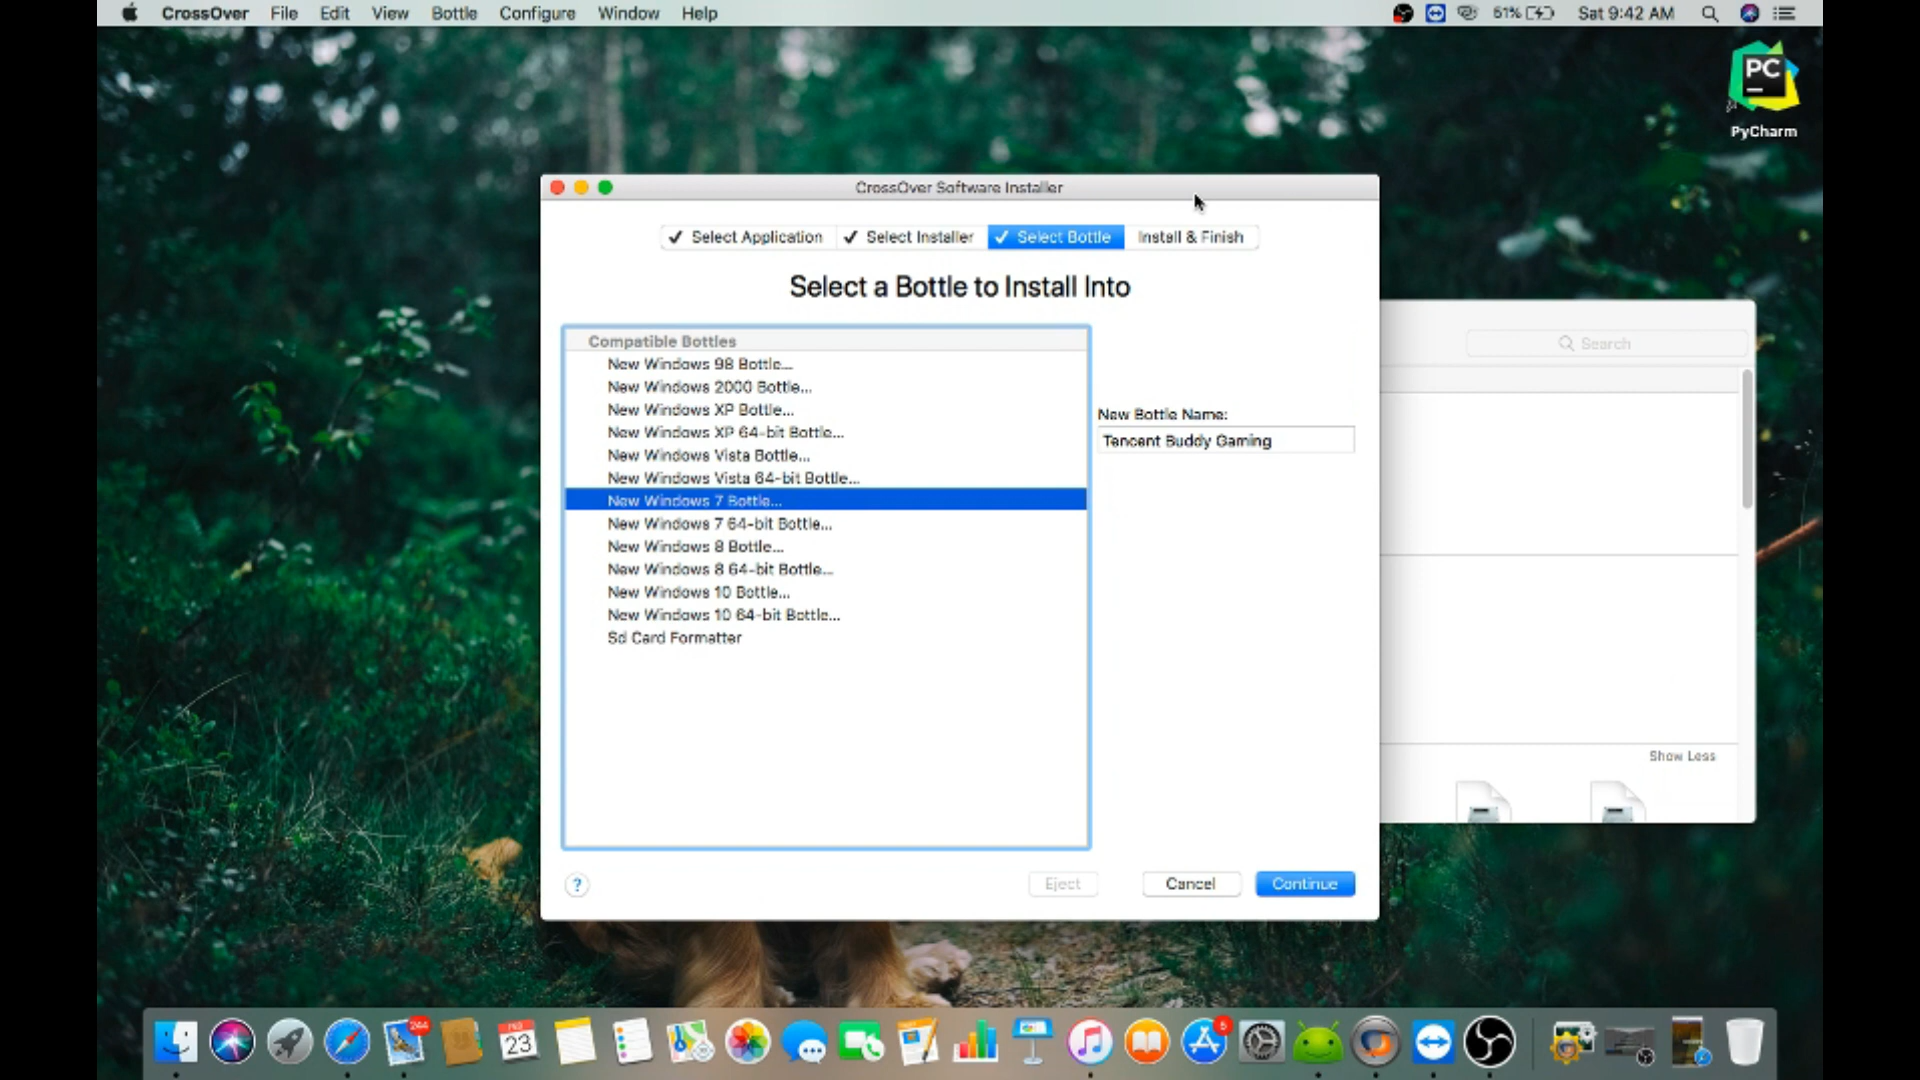 CrossOver File Edit View Bottle Configure Window Help 61% Sat 9:42 AM
PC
PyCharm
CrossOver Software Installer
Select Application Select Installer Select Bottle Install & Finish
Select a Bottle to Install Into
Compatible Bottles
New Windows 98 Bottle...
New Windows 2000 Bottle...
New Windows XP Bottle...
New Windows XP 64-bit Bottle...
New Windows Vista Bottle...
New Windows Vista 64-bit Bottle...
New Windows 7 Bottle...
New Windows 7 64-bit Bottle...
New Windows 8 Bottle...
New Windows 8 64-bit Bottle...
New Windows 10 Bottle...
New Windows 10 64-bit Bottle...
Sd Card Formatter
New Bottle Name:
Tencent Buddy Gaming
Search
Show Less
? Eject Cancel Continue
244
23